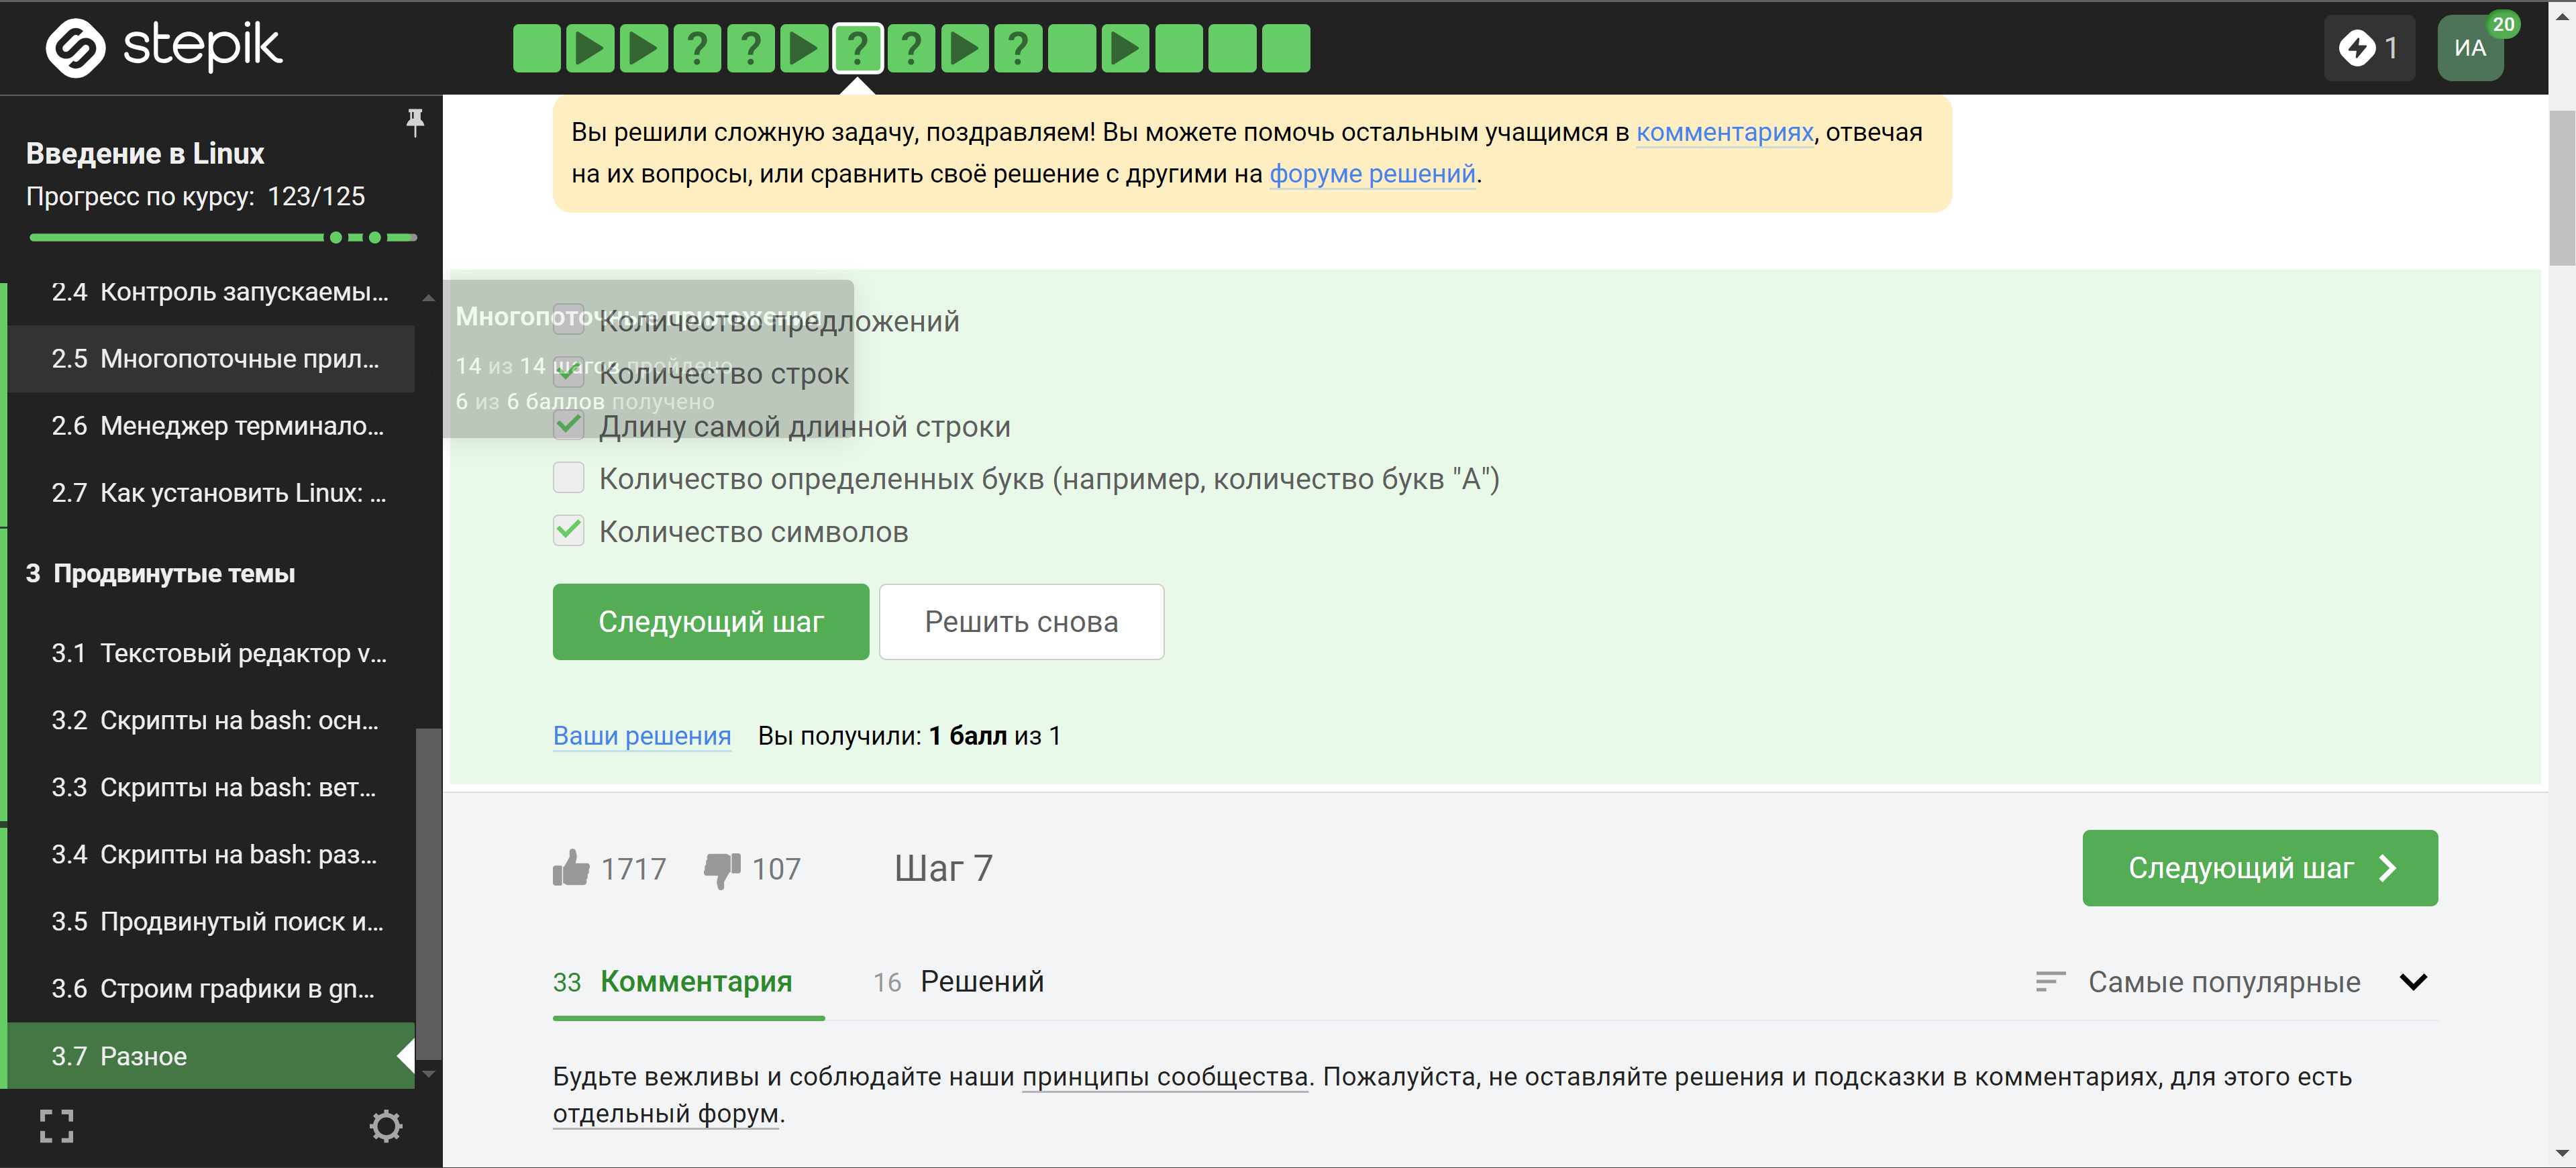 stepik
? ? ? ? ?
1
ИА
20
Введение в Linux
Прогресс по курсу: 123/125
2.4 Контроль запускаемы...
2.5 Многопоточные прил...
2.6 Менеджер терминало...
2.7 Как установить Linux: ...
3 Продвинутые темы
3.1 Текстовый редактор v...
3.2 Скрипты на bash: осн...
3.3 Скрипты на bash: вет...
3.4 Скрипты на bash: раз...
3.5 Продвинутый поиск и...
3.6 Строим графики в gn...
3.7 Разное
Вы решили сложную задачу, поздравляем! Вы можете помочь остальным учащимся в комментариях, отвечая
на их вопросы, или сравнить своё решение с другими на форуме решений.
Многопоточные приложения
14 из 14 шагов пройдено
6 из 6 баллов получено
Количество предложений
Количество строк
Длину самой длинной строки
Количество определенных букв (например, количество букв "А")
Количество символов
Следующий шаг
Решить снова
Ваши решения Вы получили: 1 балл из 1
1717 107 Шаг 7
Следующий шаг
33 Комментария 16 Решений
Самые популярные
Будьте вежливы и соблюдайте наши принципы сообщества. Пожалуйста, не оставляйте решения и подсказки в комментариях, для этого есть
отдельный форум.